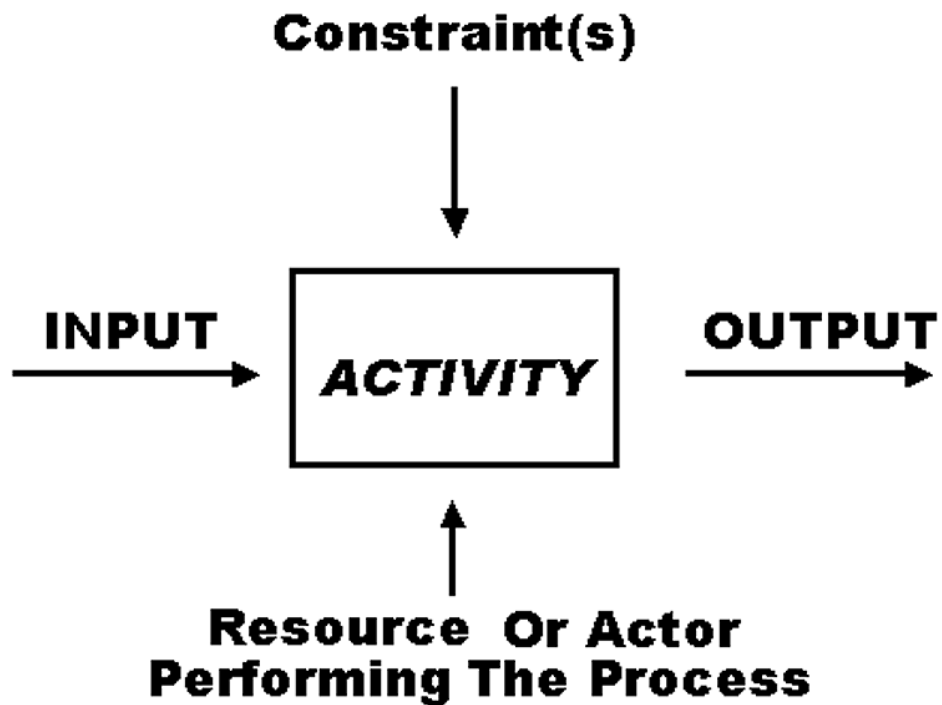 Constraint(s)
INPUT
OUTPUT
ACTIVITY
Resource Or Actor
Performing The Process